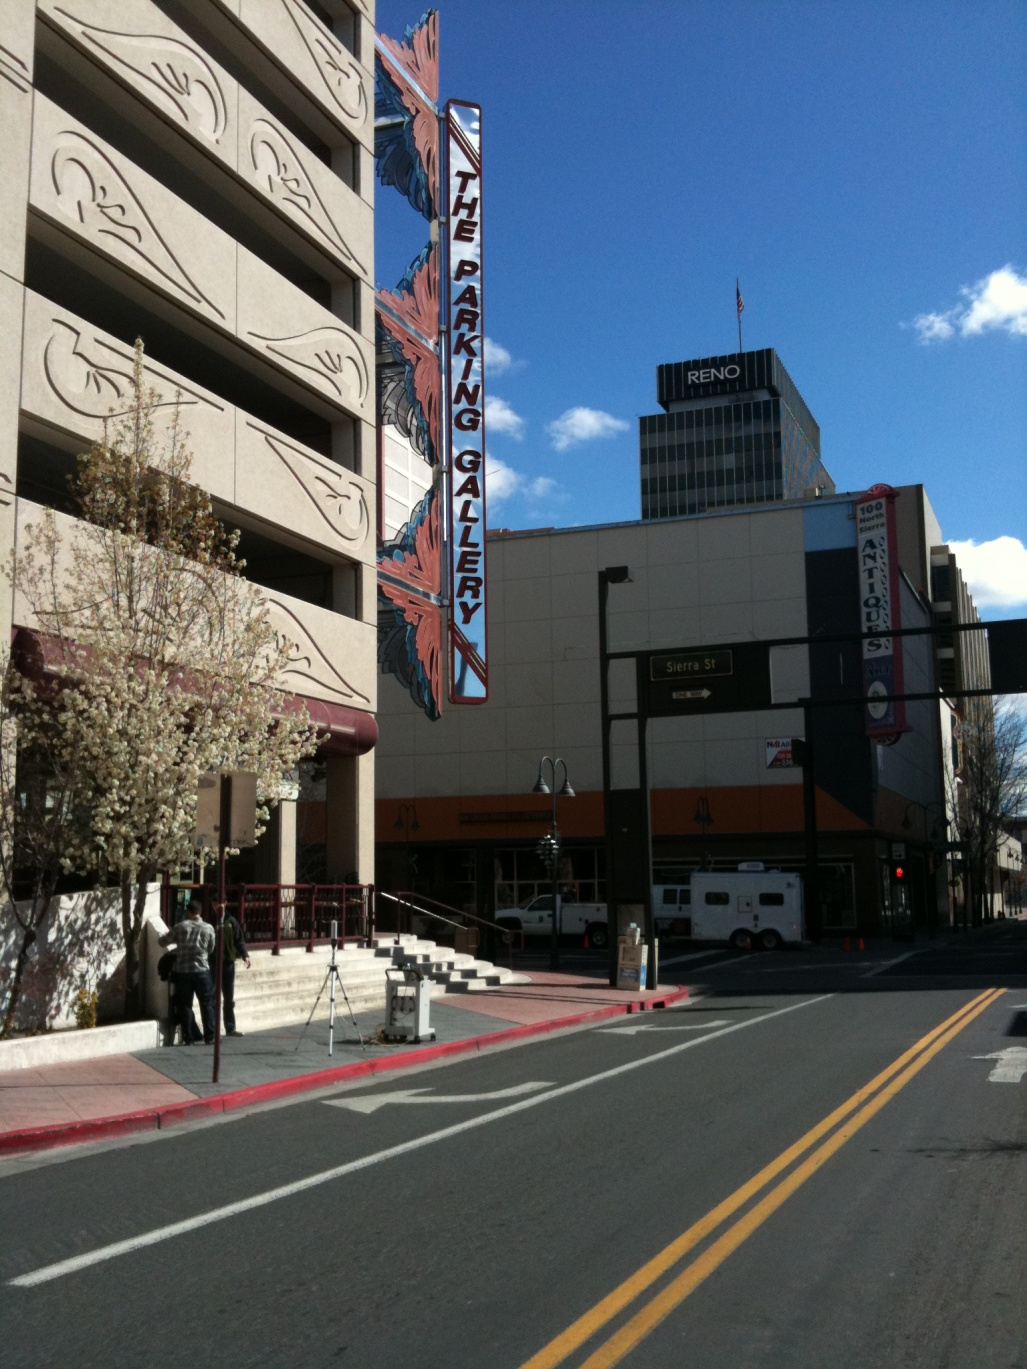 THE PARKING GALLERY
RENO
100
North
Sierra
ANTIQUES
Sierra St
ONE WAY